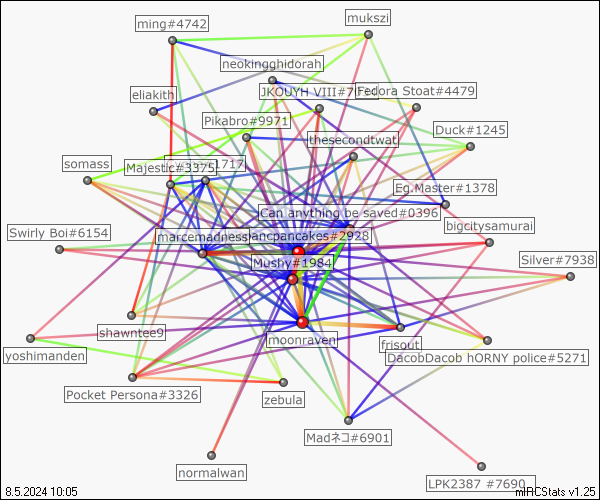 mukszi
ming#4742
neokingghidorah
eliakith
JKOUYH VIII#7
Fedora Stoat#4479
Pikabro#9971
Duck#1245
thesecondtwat
somass
Majestic#3375
1717
Eg.Master#1378
Can anything be saved#0396
bigcitysamurai
Swirly Boi#6154
marcemadness
ancpancakes#2928
Mushy#1984
Silver#7938
shawntee9
moonraven
frisout
yoshimanden
DacobDacob hORNY police#5271
Pocket Persona#3326
zebula
Madネコ#6901
normalwan
LPK2387 #7690
8.5.2024 10:05
mIRCStats v1.25